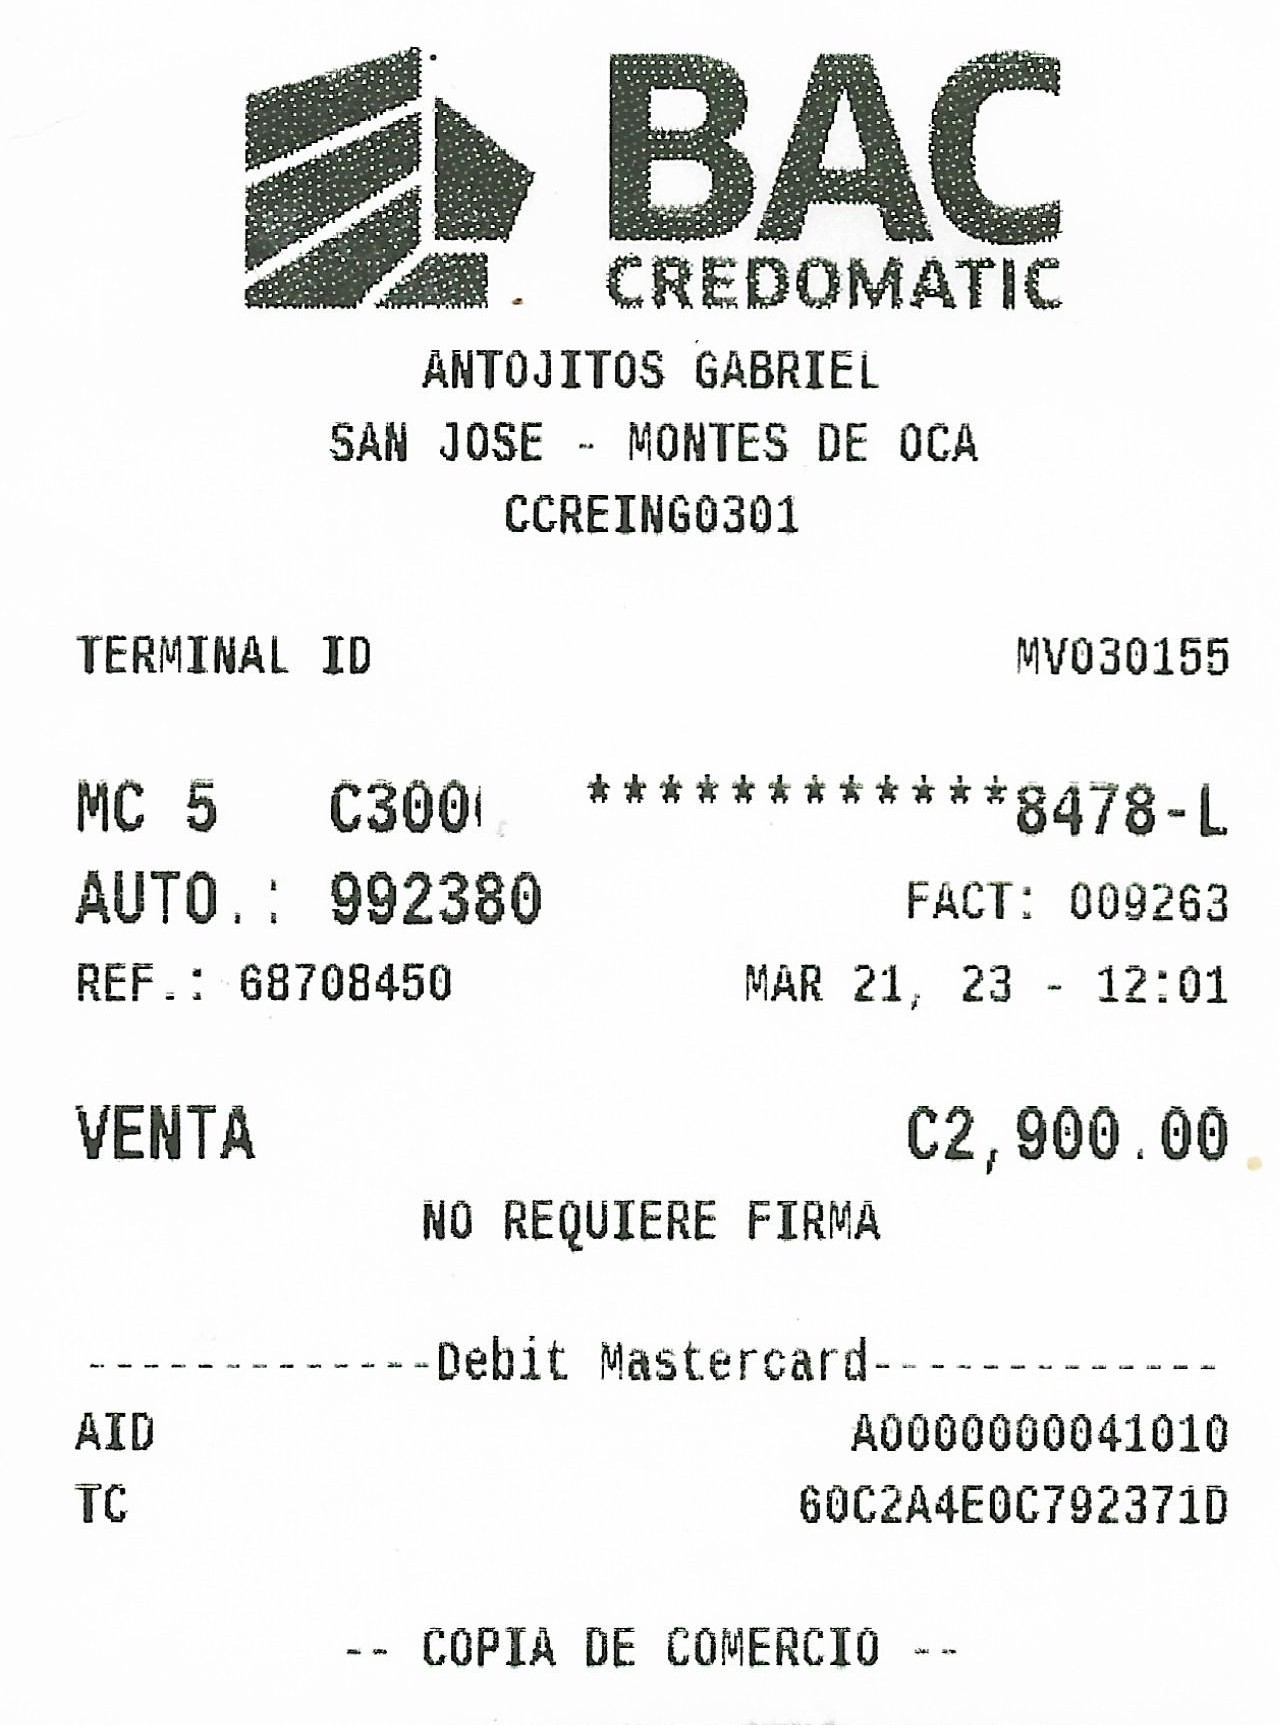 BAC
CREDOMATIC
ANTOJITOS GABRIEL
SAN JOSE - MONTES DE OCA
CCREING0301
TERMINAL ID MV030155
MC 5 ************8478-L
AUTO.: 992380 FACT: 009263
REF.: 68708450 MAR 21, 23 - 12:01
VENTA C2,900.00
NO REQUIERE FIRMA
-------------Debit Mastercard-------------
AID A0000000041010
TC 60C2A4E0C792371D
-- COPIA DE COMERCIO --